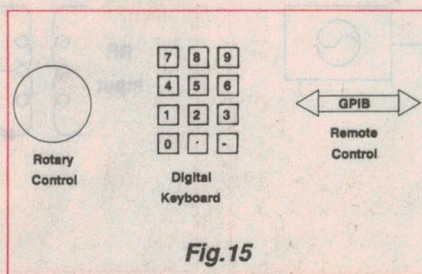 7 8 9
4 5 6
1 2 3
0 . -
GPIB
Rotary
Control
Digital
Keyboard
Remote
Control
Fig.15